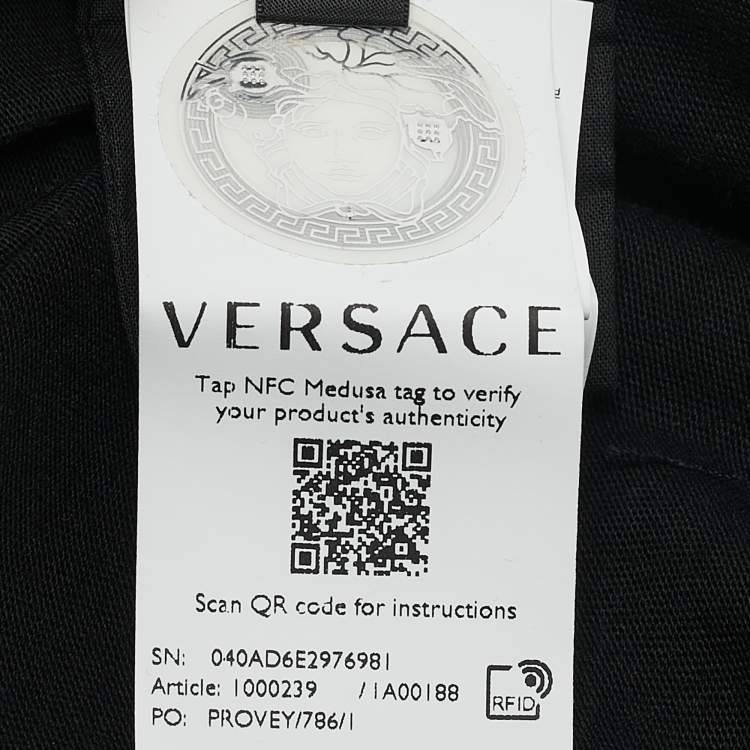 VERSACE
Tap NFC Medusa tag to verify
your product's authenticity
Scan QR code for instructions
SN: 040AD6E2976981
Article: 1000239 /1A00188
PO: PROVEY/786/1
RFID